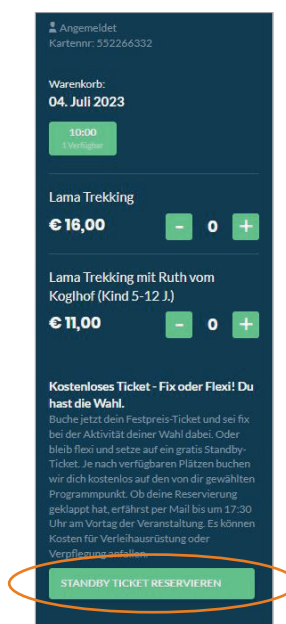 Angemeldet
Kartennr: 552266332
Warenkorb:
04. Juli 2023
10:00
1 Verfügbar
Lama Trekking
€ 16,00 - 0 +
Lama Trekking mit Ruth vom
Koglhof (Kind 5-12 J.)
€ 11,00 - 0 +
Kostenloses Ticket - Fix oder Flexi! Du
hast die Wahl.
Buche jetzt dein Festpreis-Ticket und sei fix
bei der Aktivität deiner Wahl dabei. Oder
bleib flexi und setze auf ein gratis Standby-
Ticket. Je nach verfügbaren Plätzen buchen
wir dich kostenlos auf den von dir gewählten
Programmpunkt. Ob deine Reservierung
geklappt hat, erfährst per Mail bis um 17:30
Uhr am Vortag der Veranstaltung. Es können
Kosten für Verleihausrüstung oder
Verpflegung anfallen.
STANDBY TICKET RESERVIEREN